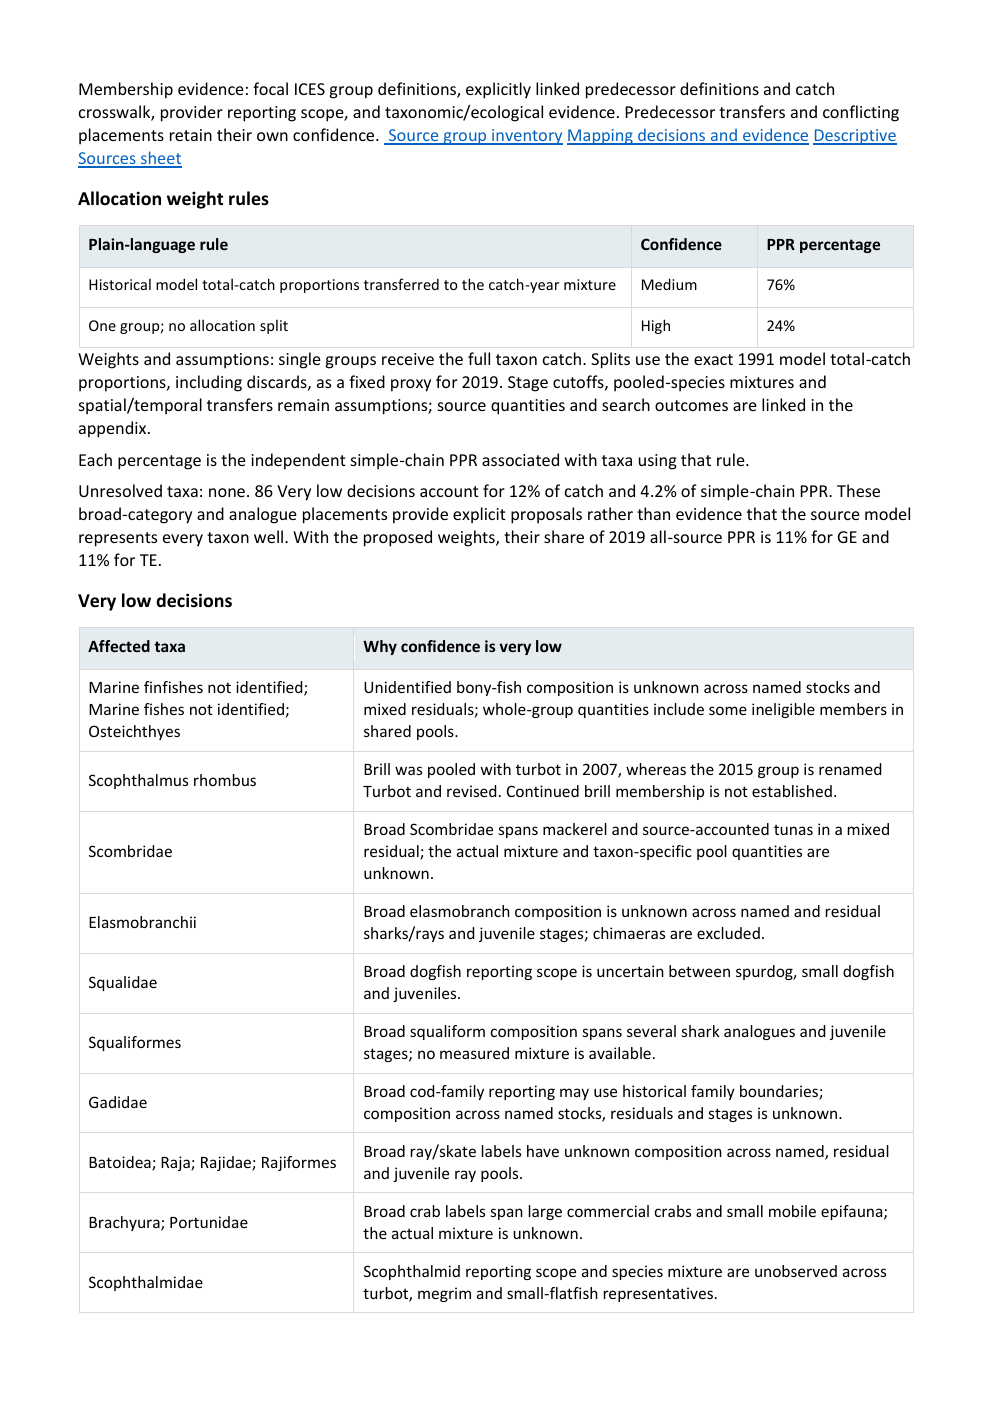 Membership evidence: focal ICES group definitions, explicitly linked predecessor definitions and catch
crosswalk, provider reporting scope, and taxonomic/ecological evidence. Predecessor transfers and conflicting
placements retain their own confidence.  Source group inventory Mapping decisions and evidence Descriptive
Sources sheet
Allocation weight rules
Plain-language rule Confidence PPR percentage
Historical model total-catch proportions transferred to the catch-year mixture Medium 76%
One group; no allocation split High 24%
Weights and assumptions: single groups receive the full taxon catch. Splits use the exact 1991 model total-catch
proportions, including discards, as a fixed proxy for 2019. Stage cutoffs, pooled-species mixtures and
spatial/temporal transfers remain assumptions; source quantities and search outcomes are linked in the
appendix.
Each percentage is the independent simple-chain PPR associated with taxa using that rule.
Unresolved taxa: none. 86 Very low decisions account for 12% of catch and 4.2% of simple-chain PPR. These
broad-category and analogue placements provide explicit proposals rather than evidence that the source model
represents every taxon well. With the proposed weights, their share of 2019 all-source PPR is 11% for GE and
11% for TE.
Very low decisions
Affected taxa Why confidence is very low
Marine finfishes not identified;
Marine fishes not identified;
Osteichthyes
Unidentified bony-fish composition is unknown across named stocks and
mixed residuals; whole-group quantities include some ineligible members in
shared pools.
Scophthalmus rhombus
Brill was pooled with turbot in 2007, whereas the 2015 group is renamed
Turbot and revised. Continued brill membership is not established.
Scombridae
Broad Scombridae spans mackerel and source-accounted tunas in a mixed
residual; the actual mixture and taxon-specific pool quantities are
unknown.
Elasmobranchii
Broad elasmobranch composition is unknown across named and residual
sharks/rays and juvenile stages; chimaeras are excluded.
Squalidae
Broad dogfish reporting scope is uncertain between spurdog, small dogfish
and juveniles.
Squaliformes
Broad squaliform composition spans several shark analogues and juvenile
stages; no measured mixture is available.
Gadidae
Broad cod-family reporting may use historical family boundaries;
composition across named stocks, residuals and stages is unknown.
Batoidea; Raja; Rajidae; Rajiformes
Broad ray/skate labels have unknown composition across named, residual
and juvenile ray pools.
Brachyura; Portunidae
Broad crab labels span large commercial crabs and small mobile epifauna;
the actual mixture is unknown.
Scophthalmidae
Scophthalmid reporting scope and species mixture are unobserved across
turbot, megrim and small-flatfish representatives.